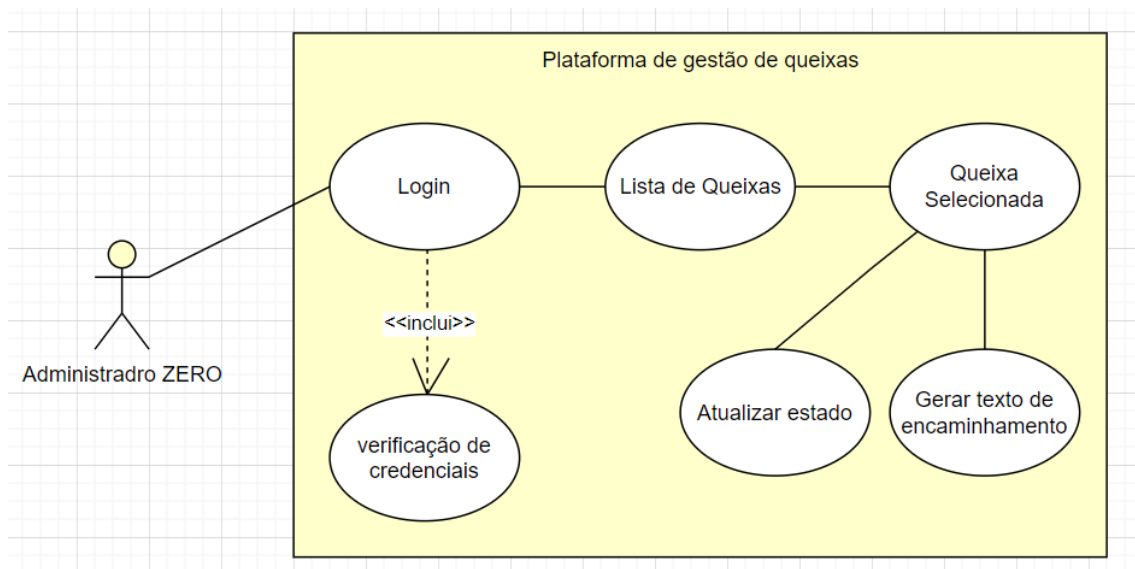 Plataforma de gestão de queixas
Login
Lista de Queixas
Queixa
Selecionada
<<inclui>>
Administradro ZERO
verificação de
credenciais
Atualizar estado
Gerar texto de
encaminhamento